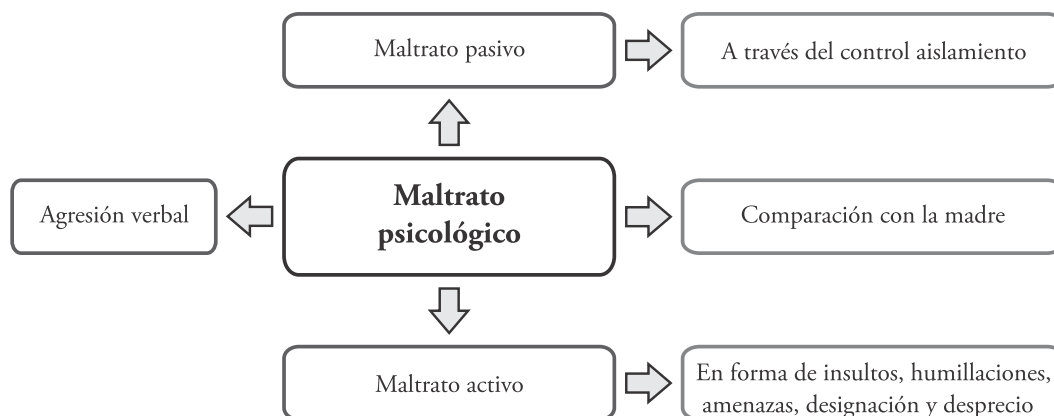 Maltrato pasivo
A través del control aislamiento
Agresión verbal
Maltrato
psicológico
Comparación con la madre
Maltrato activo
En forma de insultos, humillaciones,
amenazas, designación y desprecio